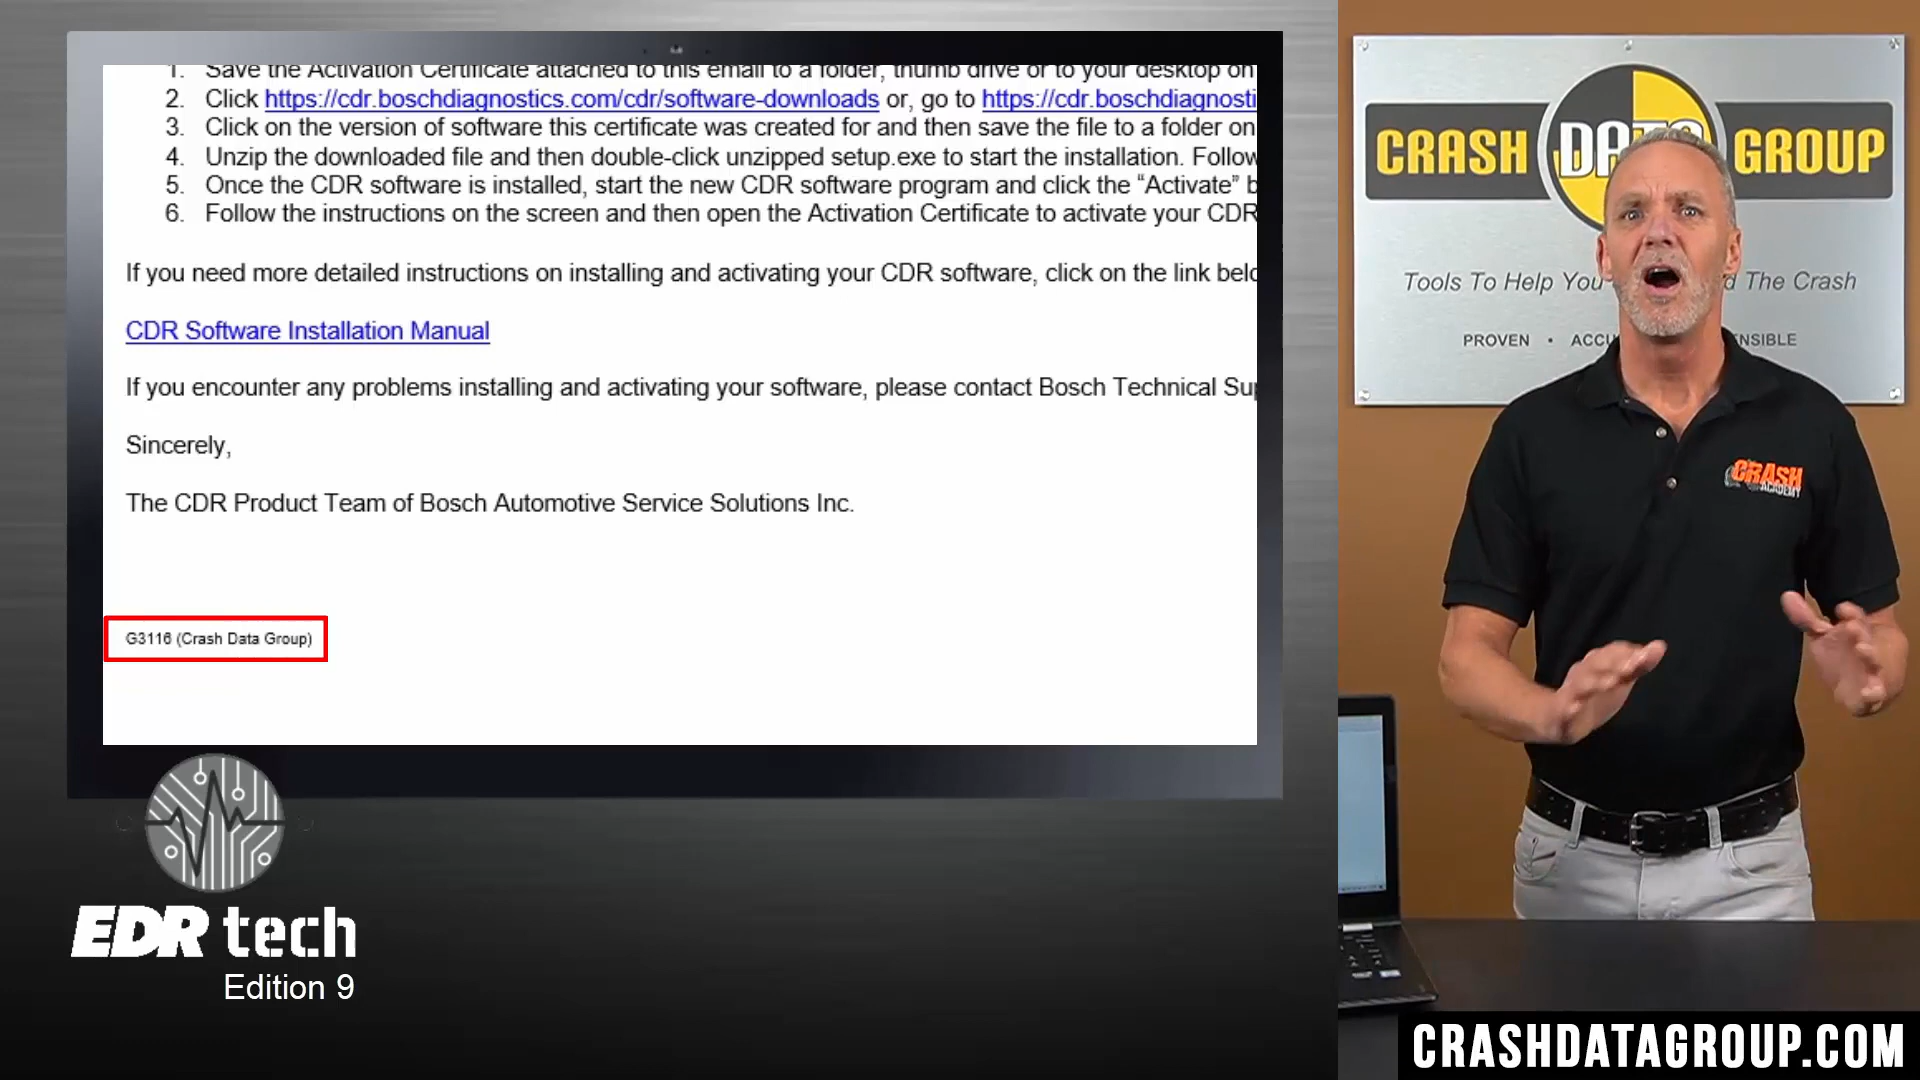 1. Save the Activation Certificate attached to this email to a folder, thumb drive or to your desktop on
2. Click https://cdr.boschdiagnostics.com/cdr/software-downloads or, go to https://cdr.boschdiagnosti
3. Click on the version of software this certificate was created for and then save the file to a folder on
4. Unzip the downloaded file and then double-click unzipped setup.exe to start the installation. Follow
5. Once the CDR software is installed, start the new CDR software program and click the “Activate” b
6. Follow the instructions on the screen and then open the Activation Certificate to activate your CDR
If you need more detailed instructions on installing and activating your CDR software, click on the link belo
CDR Software Installation Manual
If you encounter any problems installing and activating your software, please contact Bosch Technical Sup
Sincerely,
The CDR Product Team of Bosch Automotive Service Solutions Inc.
G3116 (Crash Data Group)
EDR tech
Edition 9
CRASH DATA GROUP
Tools To Help You d The Crash
PROVEN • ACCU NSIBLE
CRASH
ACADEMY
CRASHDATAGROUP.COM